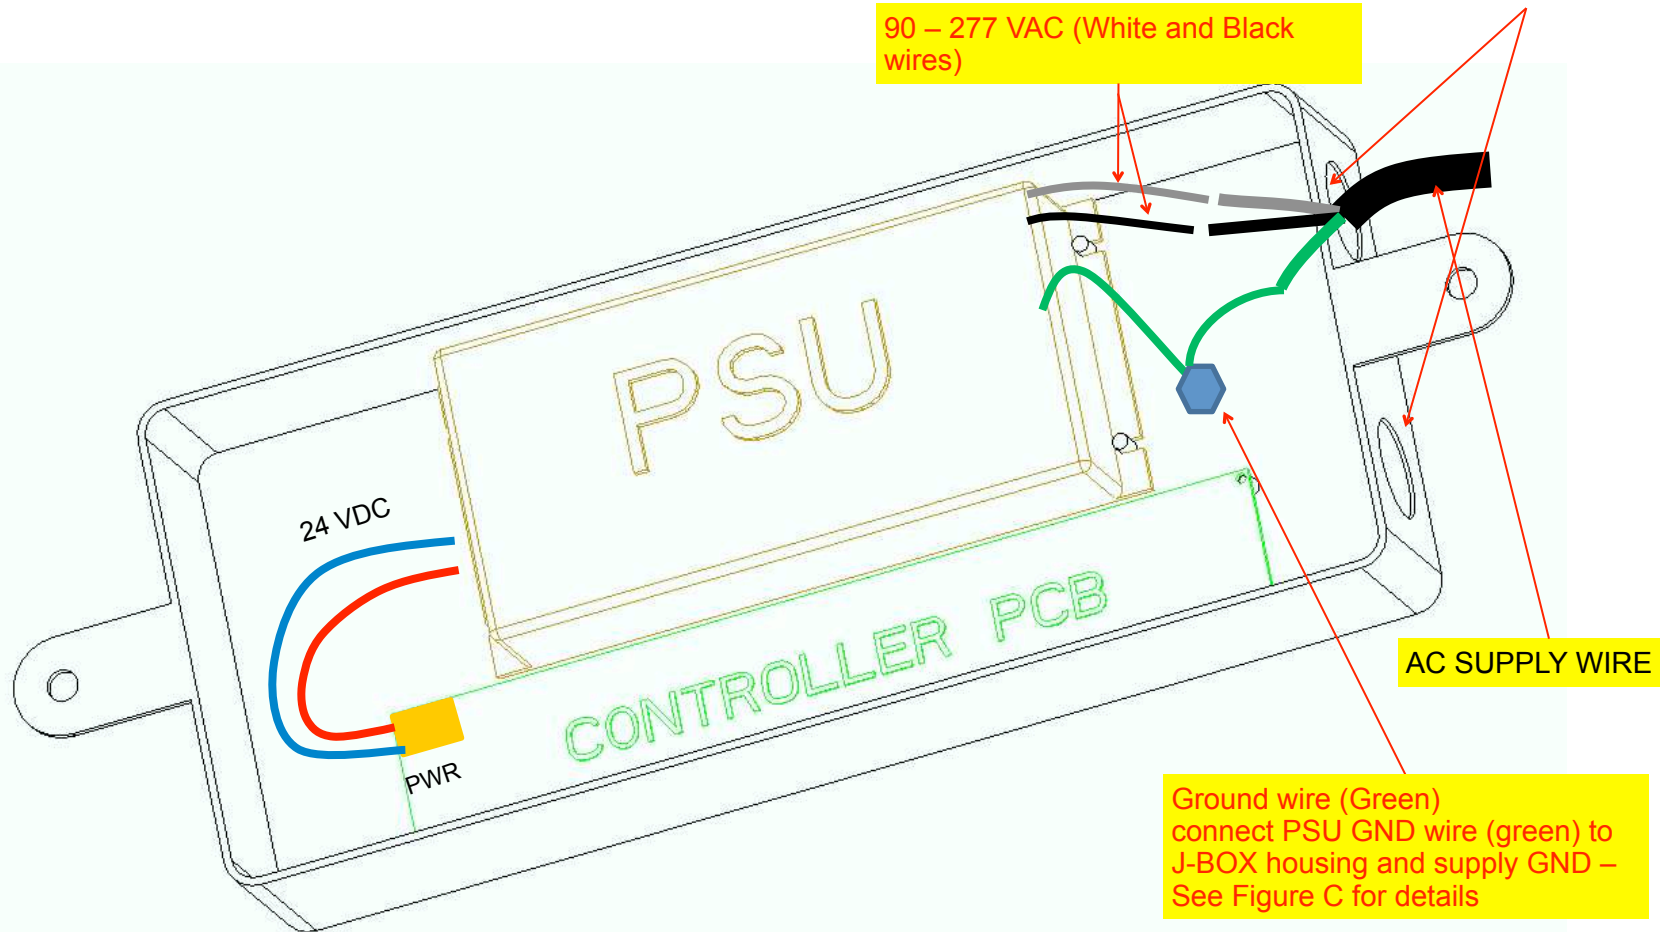 90 – 277 VAC (White and Black
wires)
PSU
24 VDC
CONTROLLER PCB
PWR
AC SUPPLY WIRE
Ground wire (Green)
connect PSU GND wire (green) to
J-BOX housing and supply GND –
See Figure C for details